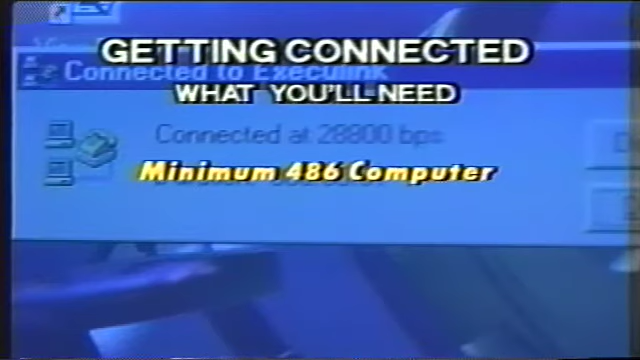 GETTING CONNECTED
Connected to Execulink
WHAT YOU'LL NEED
Connected at 28800 bps
Minimum 486 Computer